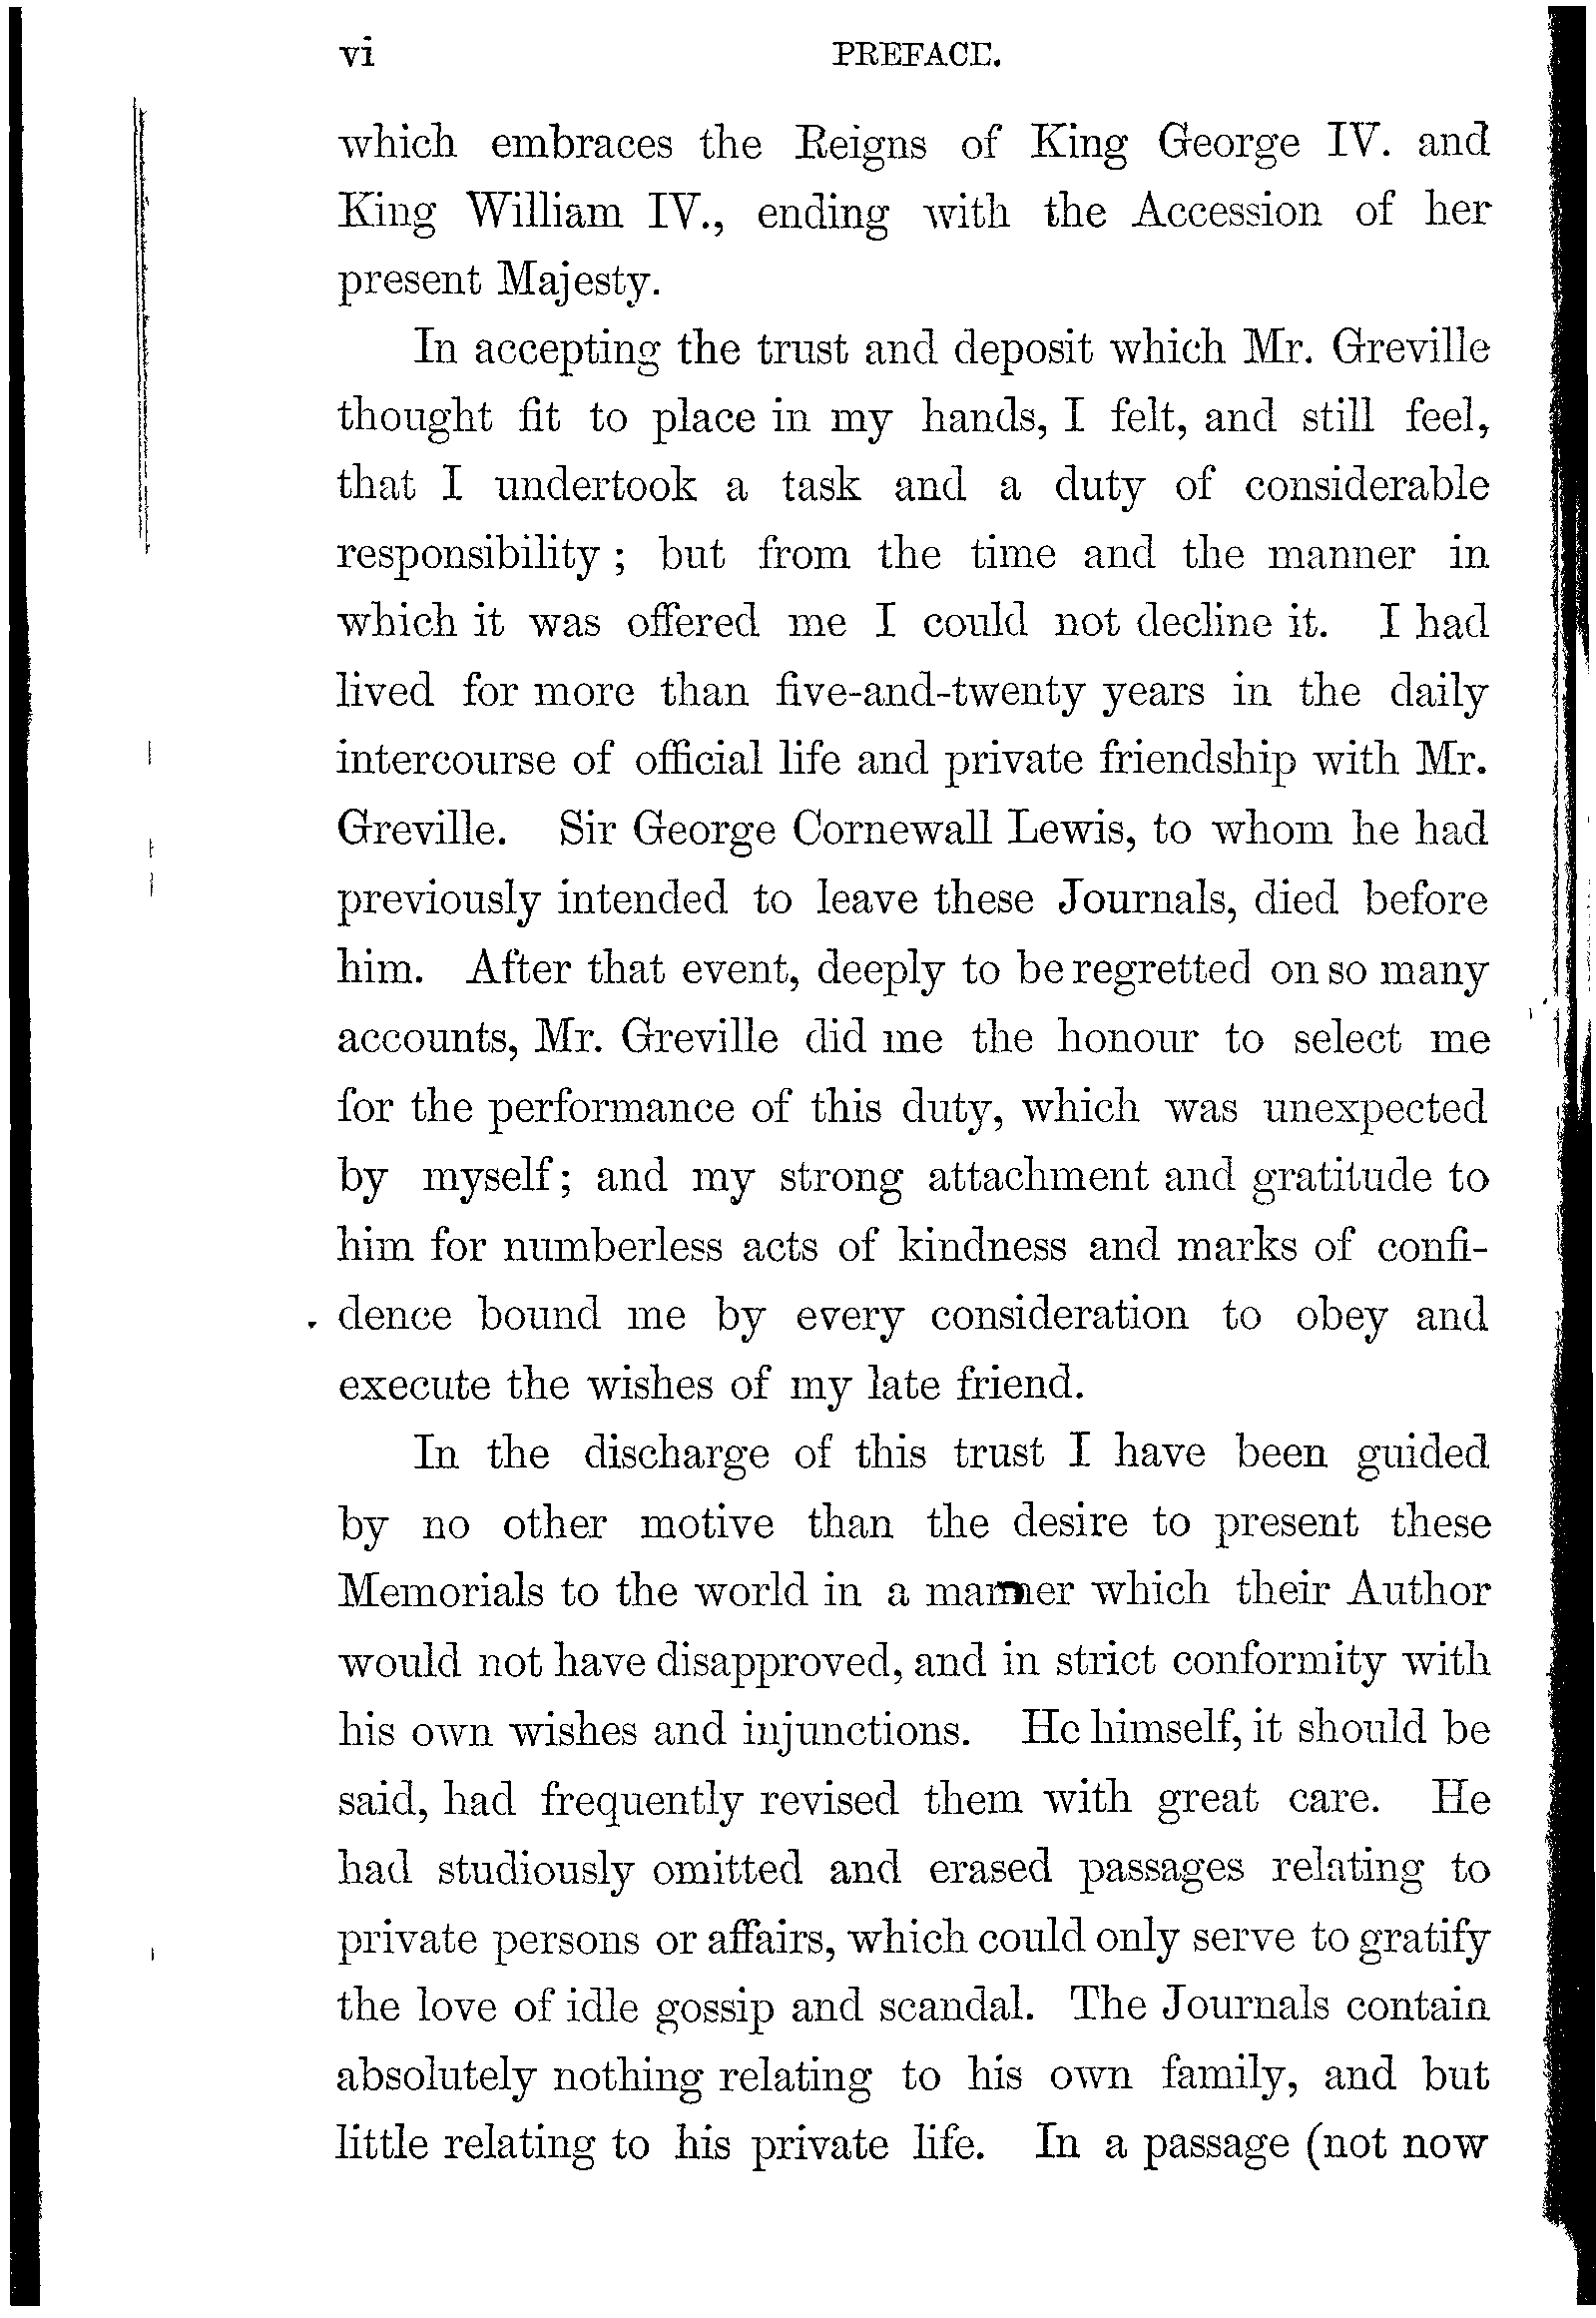 vi PREFACE.
which embraces the Reigns of King George IV. and
King William IV., ending with the Accession of her
present Majesty.
In accepting the trust and deposit which Mr. Greville
thought fit to place in my hands, I felt, and still feel,
that I undertook a task and a duty of considerable
responsibility; but from the time and the manner in
which it was offered me I could not decline it. I had
lived for more than five-and-twenty years in the daily
intercourse of official life and private friendship with Mr.
Greville. Sir George Cornewall Lewis, to whom he had
previously intended to leave these Journals, died before
him. After that event, deeply to be regretted on so many
accounts, Mr. Greville did me the honour to select me
for the performance of this duty, which was unexpected
by myself; and my strong attachment and gratitude to
him for numberless acts of kindness and marks of confi-
dence bound me by every consideration to obey and
execute the wishes of my late friend.
In the discharge of this trust I have been guided
by no other motive than the desire to present these
Memorials to the world in a manner which their Author
would not have disapproved, and in strict conformity with
his own wishes and injunctions. He himself, it should be
said, had frequently revised them with great care. He
had studiously omitted and erased passages relating to
private persons or affairs, which could only serve to gratify
the love of idle gossip and scandal. The Journals contain
absolutely nothing relating to his own family, and but
little relating to his private life. In a passage (not now